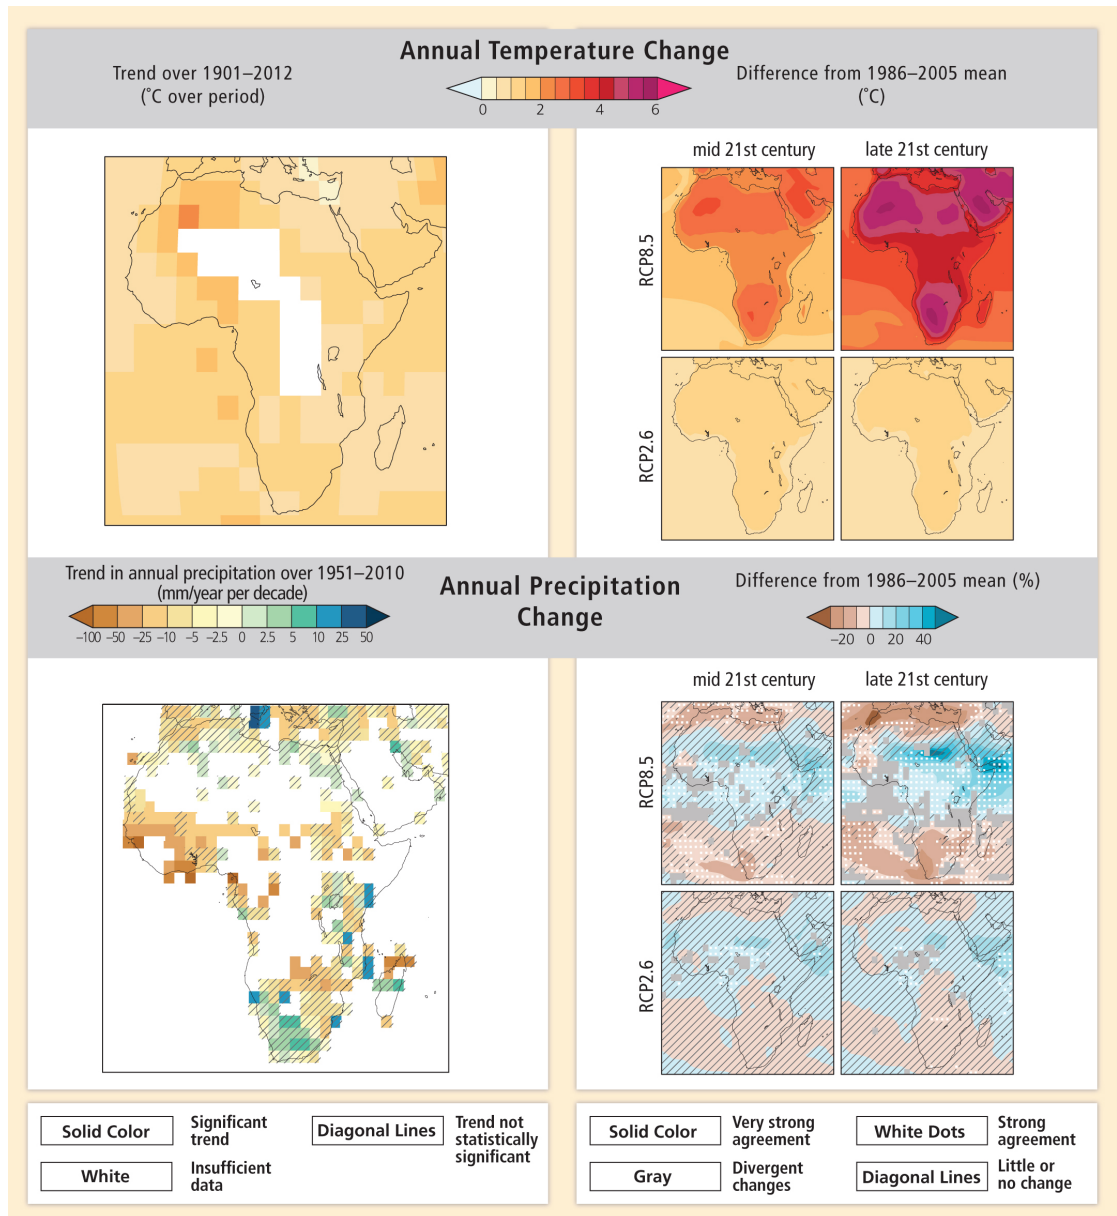 Annual Temperature Change
Trend over 1901–2012
(˚C over period)
0 2 4 6
Difference from 1986–2005 mean
(˚C)
mid 21st century
late 21st century
RCP8.5
RCP2.6
Trend in annual precipitation over 1951–2010
(mm/year per decade)
–100 –50 –25 –10 –5 –2.5 0 2.5 5 10 25 50
Annual Precipitation
Change
Difference from 1986–2005 mean (%)
–20 0 20 40
mid 21st century
late 21st century
RCP8.5
RCP2.6
Solid Color
Significant
trend
Diagonal Lines
Trend not
statistically
significant
White
Insufficient
data
Solid Color
Very strong
agreement
White Dots
Strong
agreement
Gray
Divergent
changes
Diagonal Lines
Little or
no change